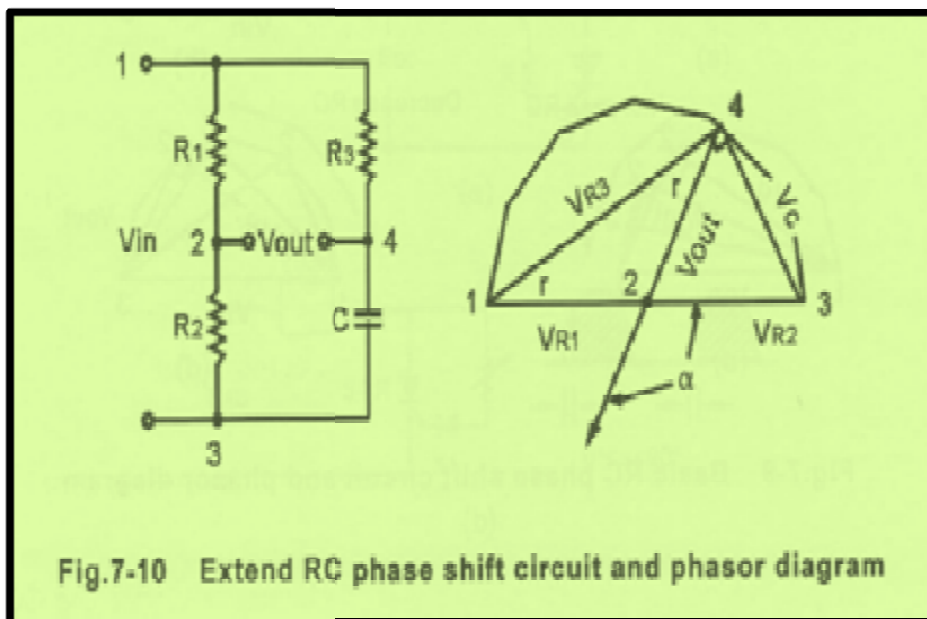 1
R1
R3
Vin
2
Vout
4
R2
C
3
4
VR3
r
Vout
Vc
1
r
2
3
VR1
VR2
α
Fig.7-10 Extend RC phase shift circuit and phasor diagram